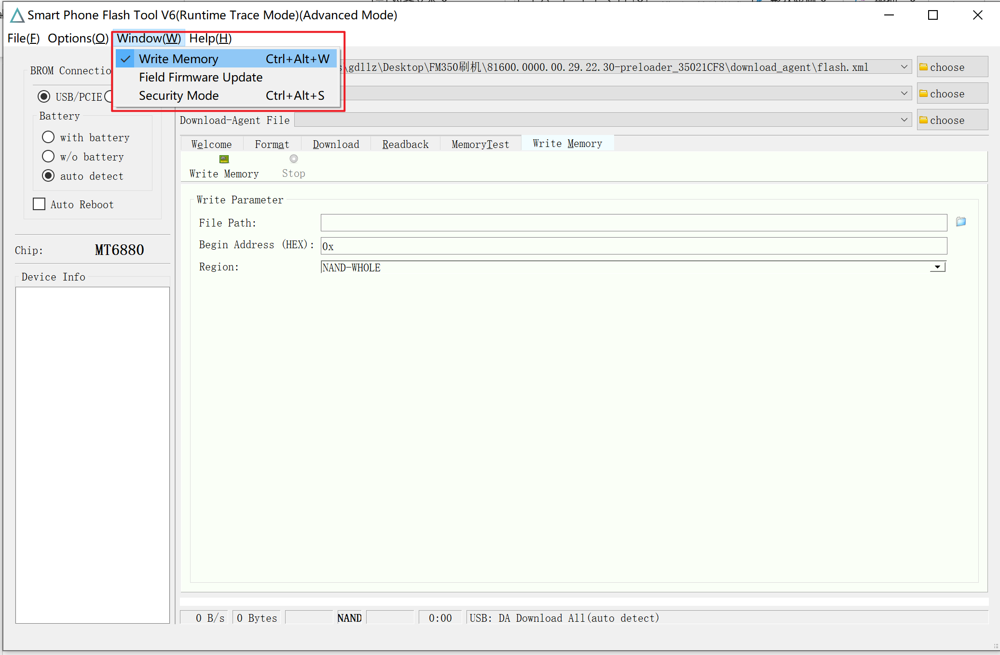 Smart Phone Flash Tool V6(Runtime Trace Mode)(Advanced Mode)
File(F) Options(O) Window(W) Help(H)
Write Memory Ctrl+Alt+W
Field Firmware Update
Security Mode Ctrl+Alt+S
BROM Connectio
\gdllz\Desktop\FM350刷机\81600.0000.00.29.22.30-preloader_35021CF8\download_agent\flash.xml choose
USB/PCIE
choose
Battery
Download-Agent File choose
with battery
w/o battery
auto detect
Auto Reboot
Welcome Format Download Readback MemoryTest Write Memory
Write Memory Stop
Write Parameter
File Path:
Begin Address (HEX): 0x
Region: NAND-WHOLE
Chip: MT6880
Device Info
0 B/s 0 Bytes NAND 0:00 USB: DA Download All(auto detect)